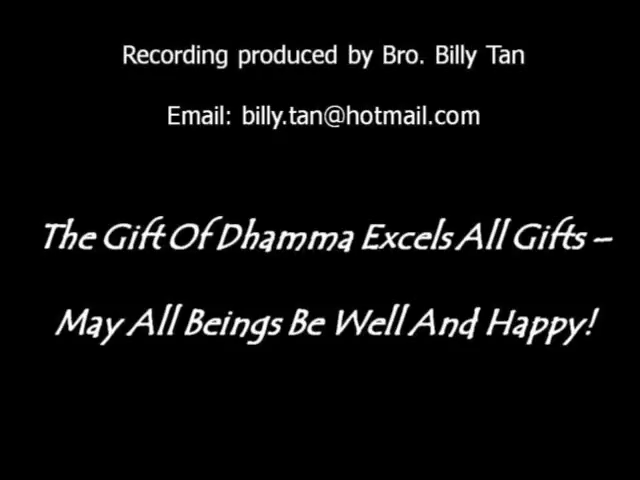 Recording produced by Bro. Billy Tan
Email: billy.tan@hotmail.com
The Gift Of Dhamma Excels All Gifts –
May All Beings Be Well And Happy!